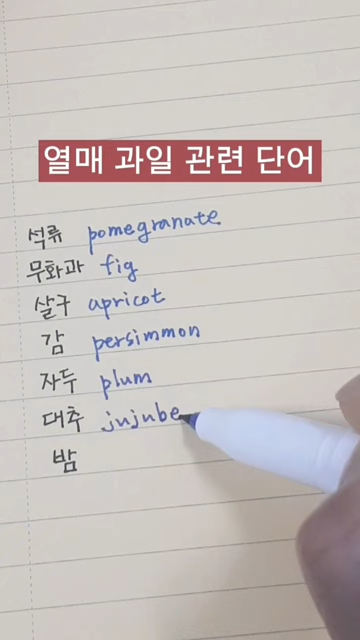 열매 과일 관련 단어
석류 pomegranate
무화과 fig
살구 apricot
감 persimmon
자두 plum
대추 jujube
밤